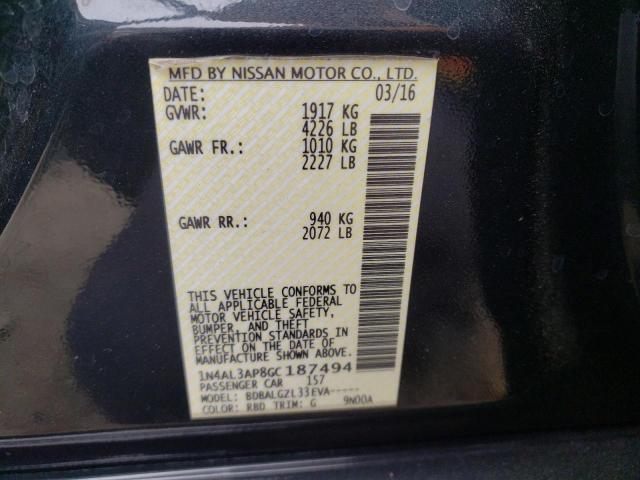 MFD BY NISSAN MOTOR CO., LTD.
DATE: 03/16
GVWR: 1917 KG
4226 LB
GAWR FR.: 1010 KG
2227 LB
GAWR RR.: 940 KG
2072 LB
THIS VEHICLE CONFORMS TO
ALL APPLICABLE FEDERAL
MOTOR VEHICLE SAFETY,
BUMPER, AND THEFT
PREVENTION STANDARDS IN
EFFECT ON THE DATE OF
MANUFACTURE SHOWN ABOVE.
1N4AL3AP8GC187494
PASSENGER CAR 157
MODEL: BDBALGZL33EVA-----
COLOR: RBD TRIM: G 9N00A